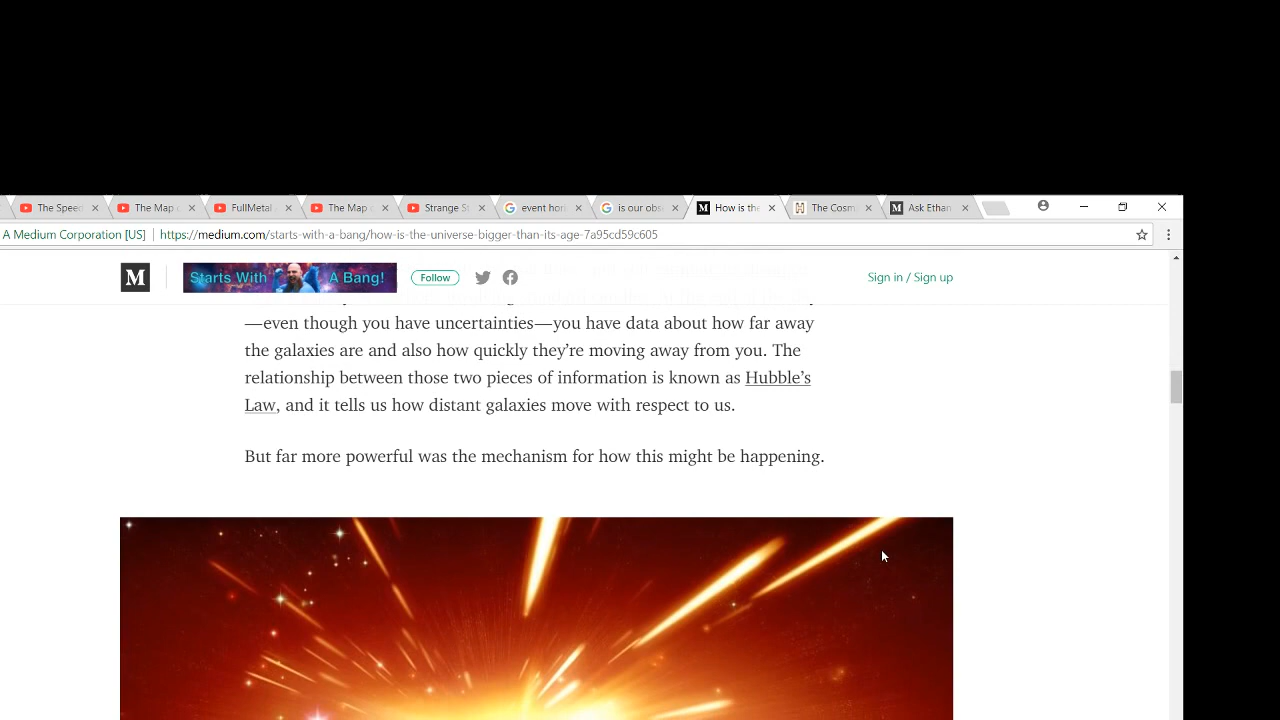 The Speed
The Map
FullMetal
The Map
Strange S
event hori
is our obs
How is the
The Cosm
Ask Ethan
A Medium Corporation [US]
https://medium.com/starts-with-a-bang/how-is-the-universe-bigger-than-its-age-7a95cd59c605
M
Starts With A Bang!
Follow
Sign in / Sign up
—even though you have uncertainties—you have data about how far away
the galaxies are and also how quickly they’re moving away from you. The
relationship between those two pieces of information is known as Hubble’s
Law, and it tells us how distant galaxies move with respect to us.
But far more powerful was the mechanism for how this might be happening.